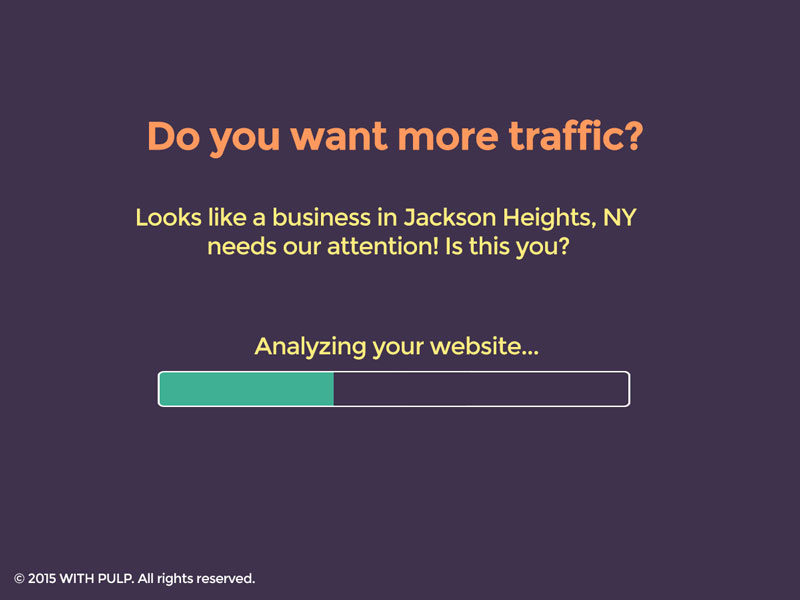 Do you want more traffic?
Looks like a business in Jackson Heights, NY
needs our attention! Is this you?
Analyzing your website...
© 2015 WITH PULP. All rights reserved.